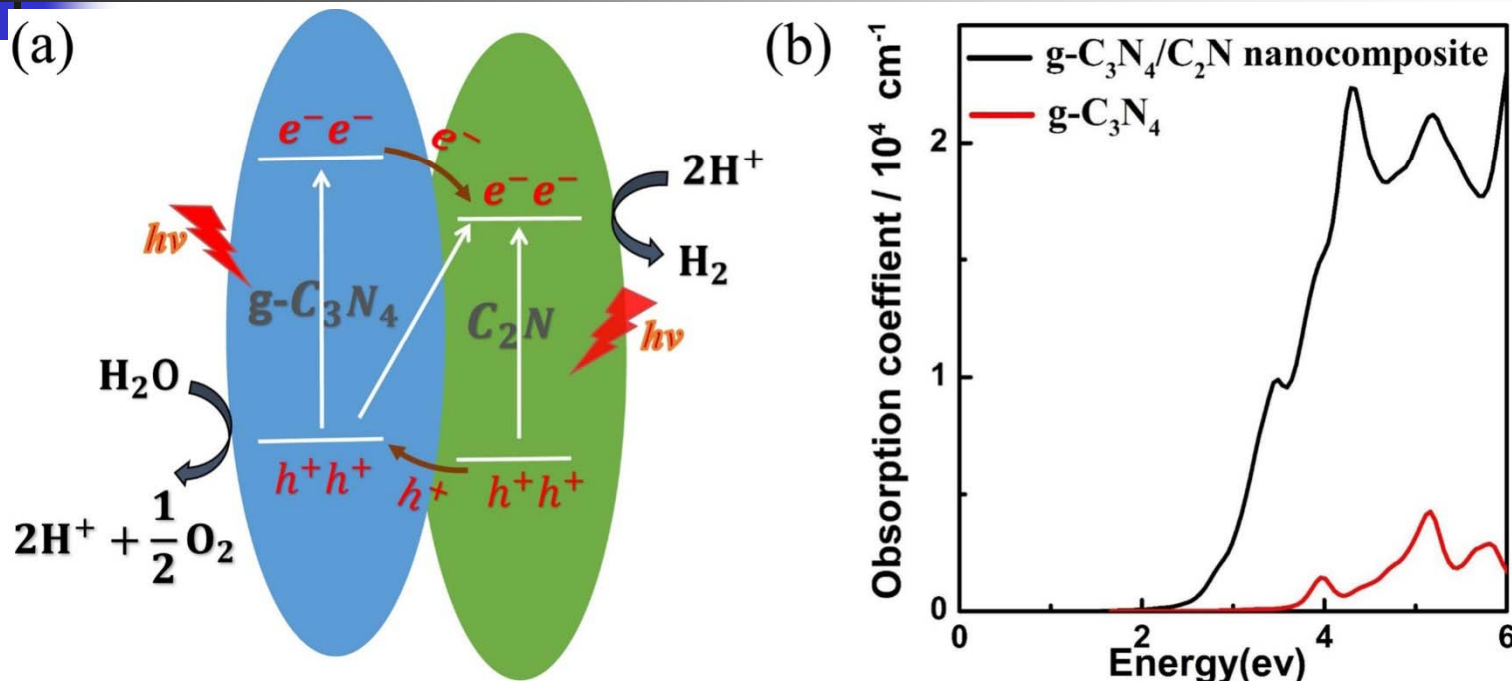 (a)
e⁻ e⁻
e⁻
e⁻ e⁻
2H⁺
H₂
hν
g-C₃N₄
C₂N
hν
H₂O
h⁺h⁺
h⁺
h⁺h⁺
2H⁺ + 1/2 O₂
(b)
g-C₃N₄/C₂N nanocomposite
g-C₃N₄
Obsorption coeffient / 10⁴ cm⁻¹
2
1
0
0 2 4 6
Energy(ev)